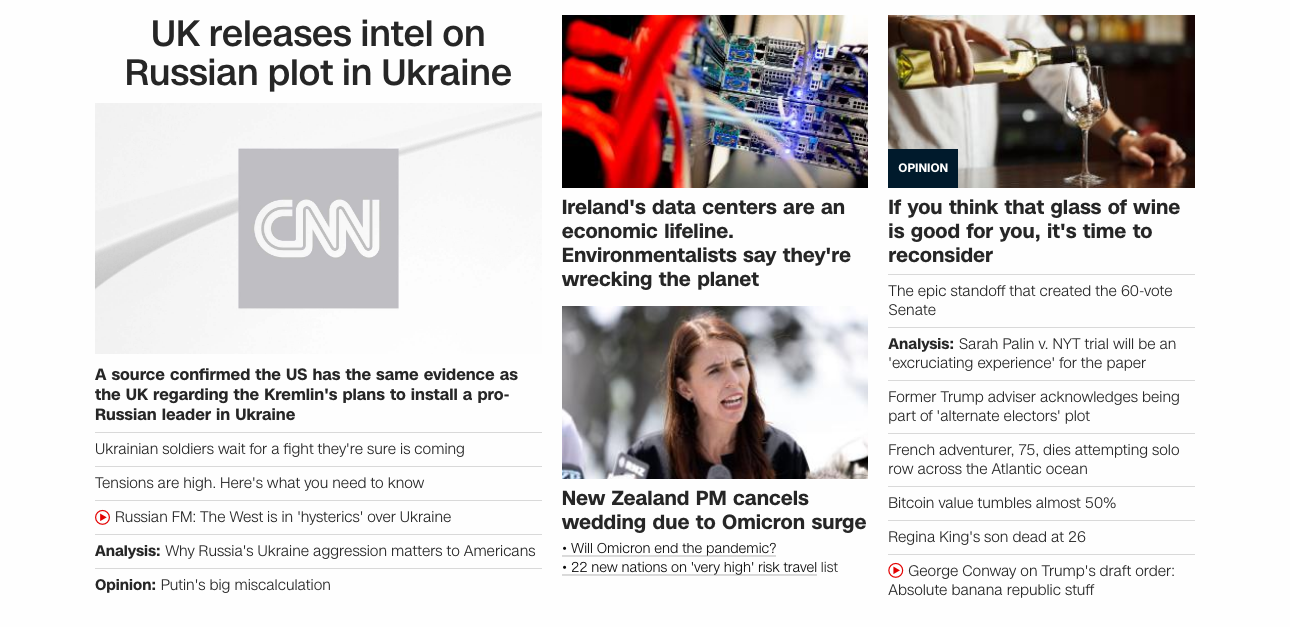 UK releases intel on
Russian plot in Ukraine
CNN
A source confirmed the US has the same evidence as
the UK regarding the Kremlin's plans to install a pro-
Russian leader in Ukraine
Ukrainian soldiers wait for a fight they're sure is coming
Tensions are high. Here's what you need to know
Russian FM: The West is in 'hysterics' over Ukraine
Analysis: Why Russia's Ukraine aggression matters to Americans
Opinion: Putin's big miscalculation
Ireland's data centers are an
economic lifeline.
Environmentalists say they're
wrecking the planet
New Zealand PM cancels
wedding due to Omicron surge
• Will Omicron end the pandemic?
• 22 new nations on 'very high' risk travel list
OPINION
If you think that glass of wine
is good for you, it's time to
reconsider
The epic standoff that created the 60-vote
Senate
Analysis: Sarah Palin v. NYT trial will be an
'excruciating experience' for the paper
Former Trump adviser acknowledges being
part of 'alternate electors' plot
French adventurer, 75, dies attempting solo
row across the Atlantic ocean
Bitcoin value tumbles almost 50%
Regina King's son dead at 26
George Conway on Trump's draft order:
Absolute banana republic stuff